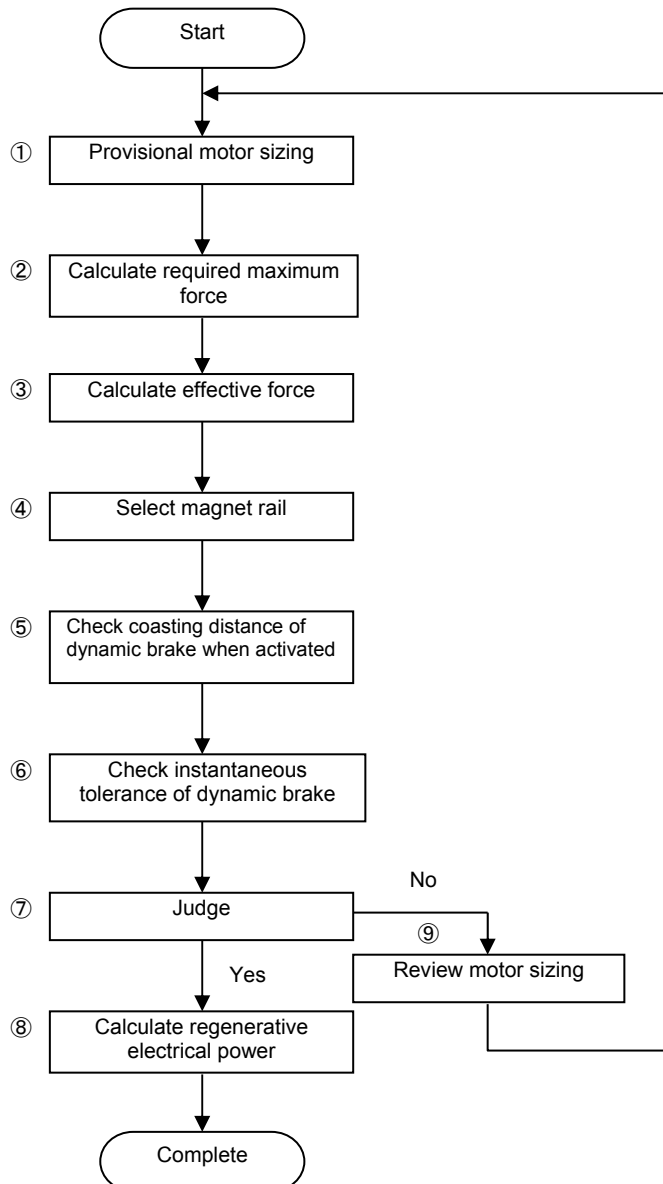 Start
① Provisional motor sizing
② Calculate required maximum
force
③ Calculate effective force
④ Select magnet rail
⑤ Check coasting distance of
dynamic brake when activated
⑥ Check instantaneous
tolerance of dynamic brake
No
⑦ Judge
⑨
Yes
Review motor sizing
⑧ Calculate regenerative
electrical power
Complete